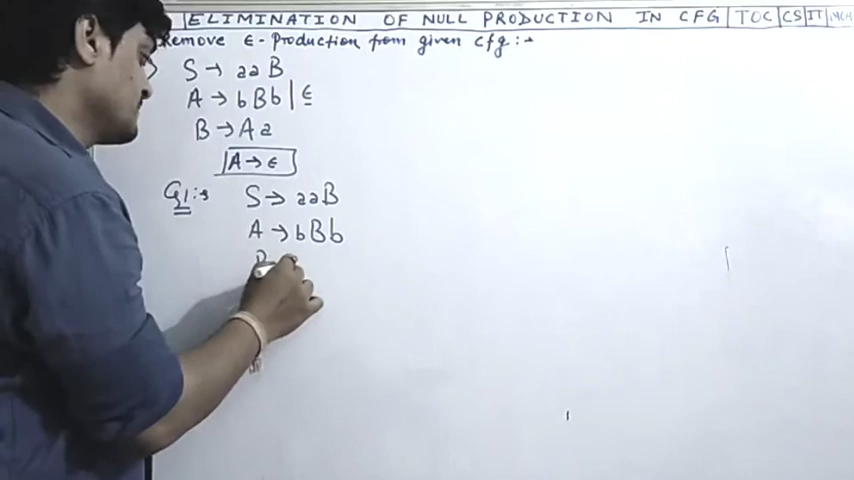 ELIMINATION OF NULL PRODUCTION IN CFG TOC CS IT
Remove ϵ-Production from given cfg :-
S → aaB
A → bBb | ϵ
B → Aa
A → ϵ
G1 :-
S → aaB
A → bBb
B